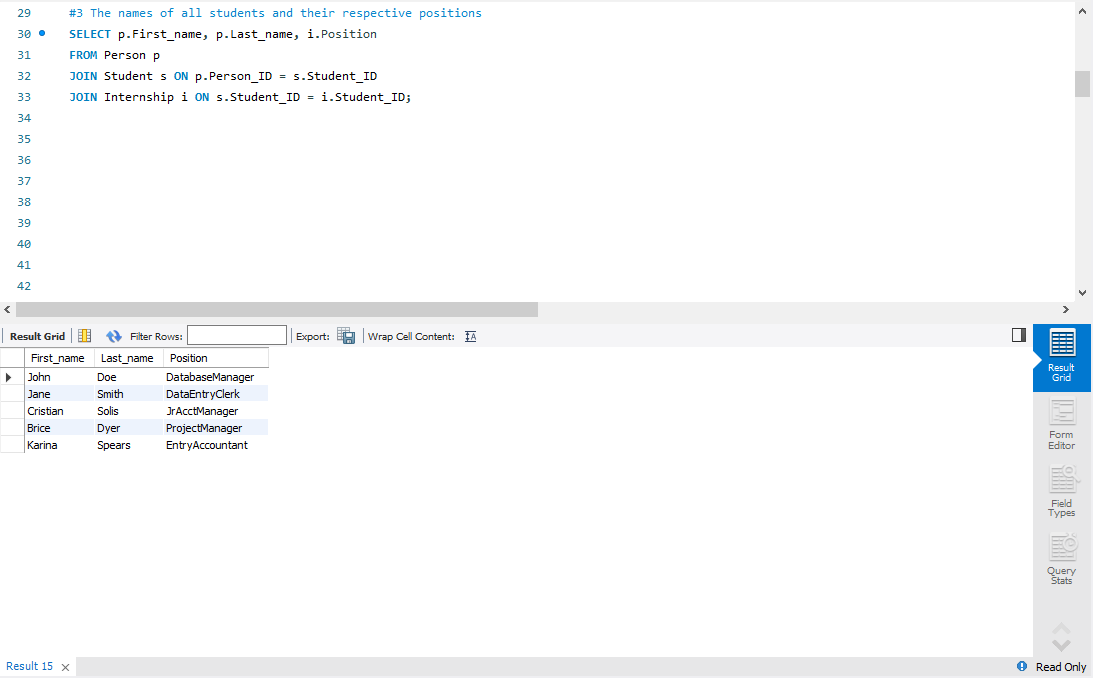 29 #3 The names of all students and their respective positions
30 SELECT p.First_name, p.Last_name, i.Position
31 FROM Person p
32 JOIN Student s ON p.Person_ID = s.Student_ID
33 JOIN Internship i ON s.Student_ID = i.Student_ID;
34
35
36
37
38
39
40
41
42
Result Grid Filter Rows: Export: Wrap Cell Content:
First_name Last_name Position
John Doe DatabaseManager
Jane Smith DataEntryClerk
Cristian Solis JrAcctManager
Brice Dyer ProjectManager
Karina Spears EntryAccountant
Result
Grid
Form
Editor
Field
Types
Query
Stats
Result 15 Read Only